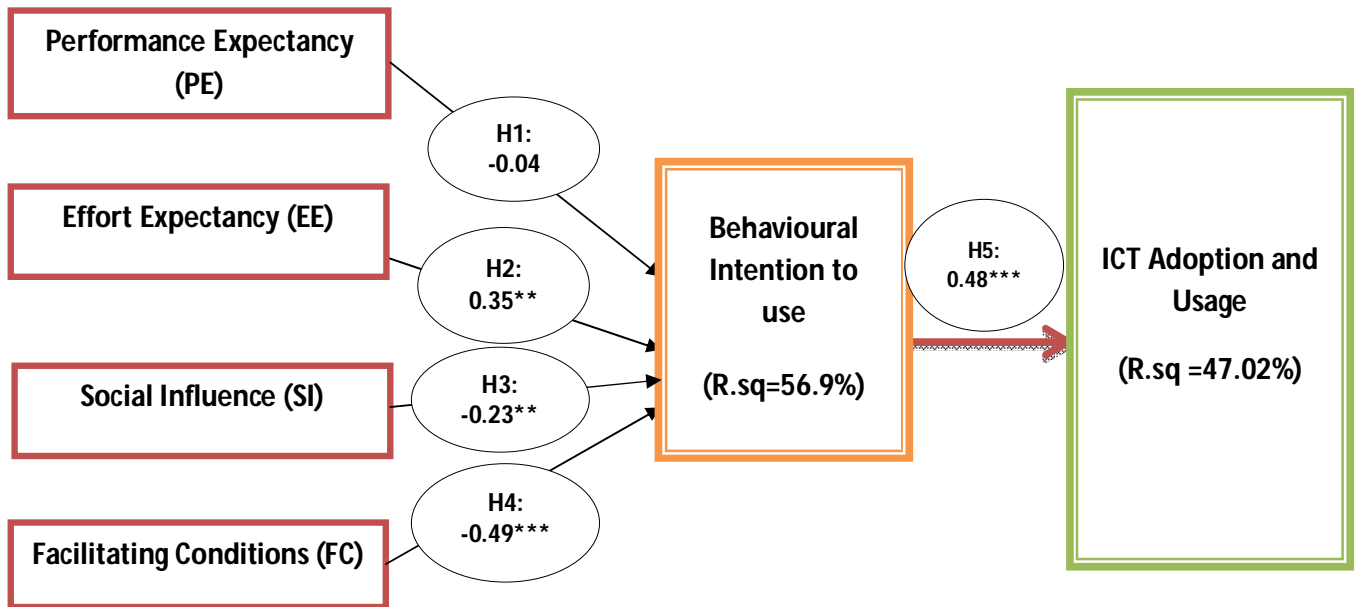 Performance Expectancy
(PE)
H1:
-0.04
Effort Expectancy (EE)
H2:
0.35**
Social Influence (SI)
H3:
-0.23**
Facilitating Conditions (FC)
H4:
-0.49***
Behavioural
Intention to
use
(R.sq=56.9%)
H5:
0.48***
ICT Adoption and
Usage
(R.sq =47.02%)